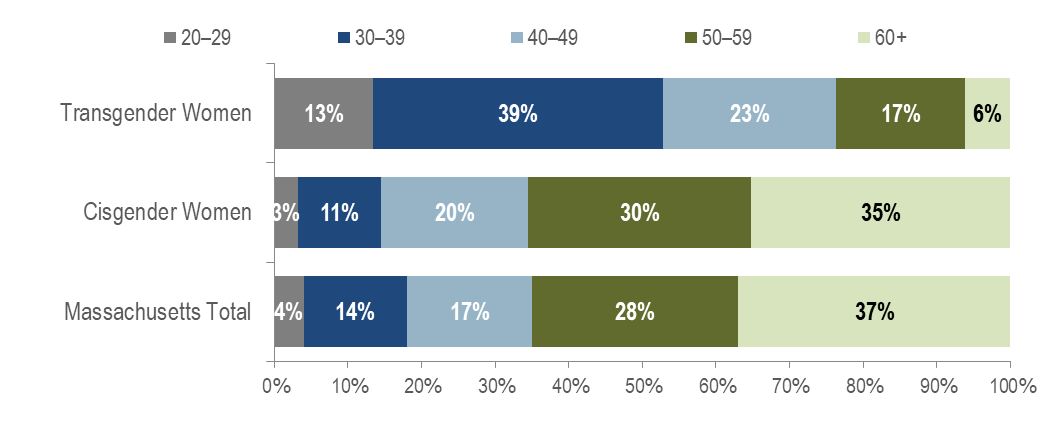 20–29 30–39 40–49 50–59 60+
Transgender Women 13% 39% 23% 17% 6%
Cisgender Women 3% 11% 20% 30% 35%
Massachusetts Total 4% 14% 17% 28% 37%
0% 10% 20% 30% 40% 50% 60% 70% 80% 90% 100%